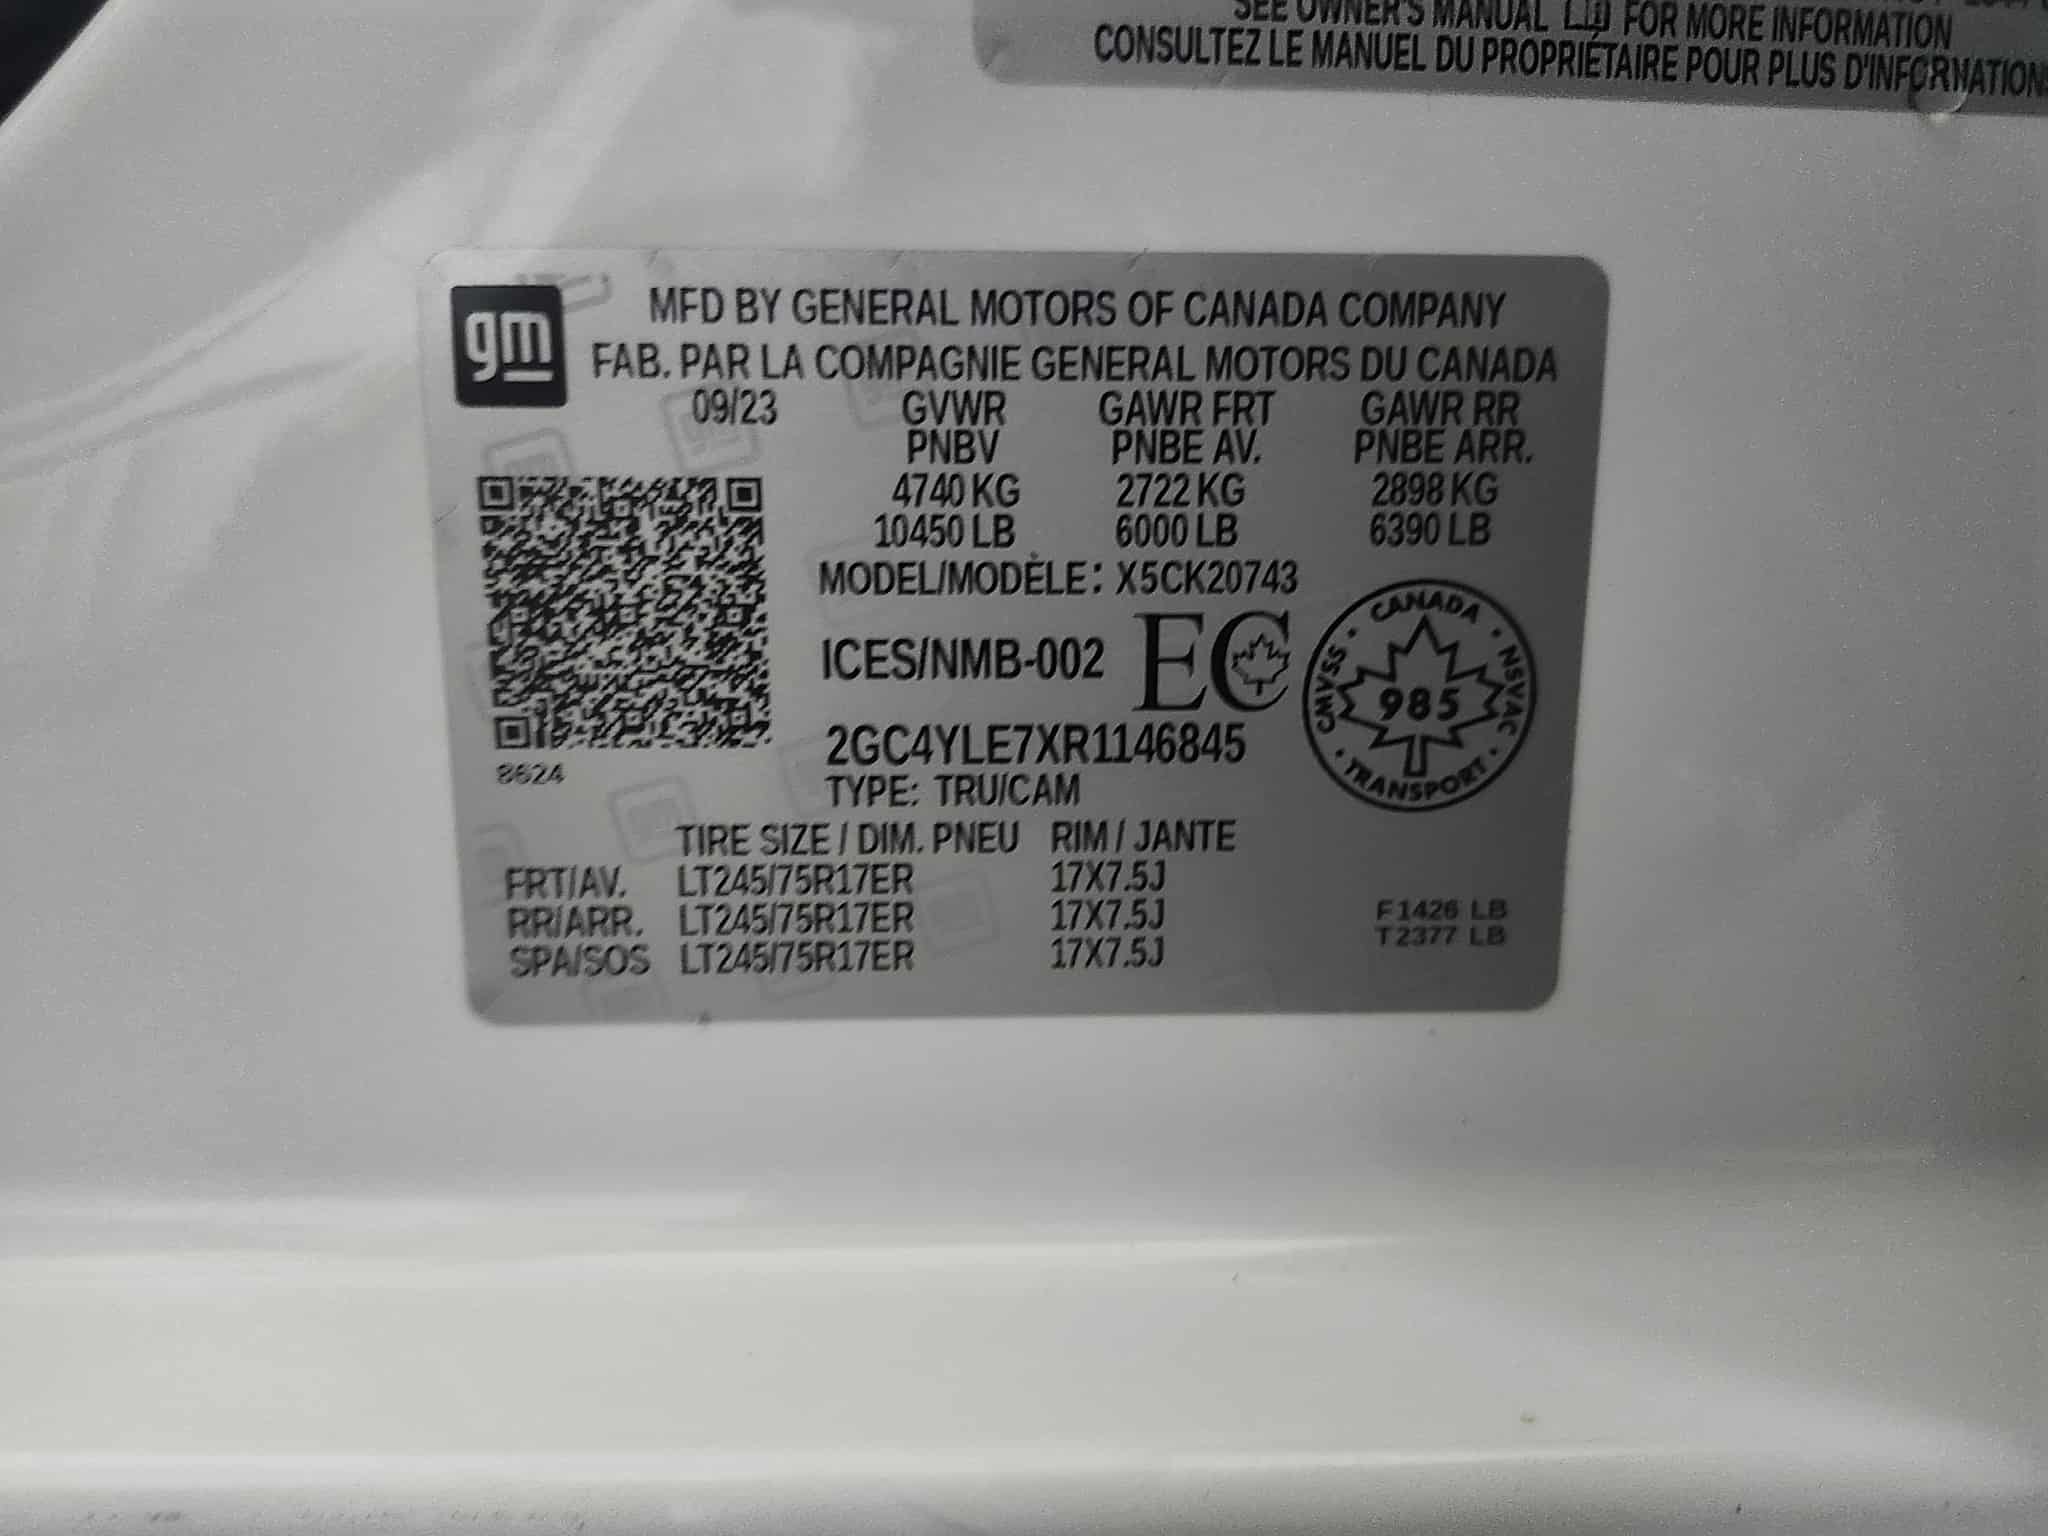 SEE OWNER'S MANUAL FOR MORE INFORMATION
CONSULTEZ LE MANUEL DU PROPRIÉTAIRE POUR PLUS D'INFORMATIONS
gm
MFD BY GENERAL MOTORS OF CANADA COMPANY
FAB. PAR LA COMPAGNIE GENERAL MOTORS DU CANADA
09/23 GVWR GAWR FRT GAWR RR
PNBV PNBE AV. PNBE ARR.
4740 KG 2722 KG 2898 KG
10450 LB 6000 LB 6390 LB
MODEL/MODÈLE: X5CK20743
ICES/NMB-002 EC
CANADA
CMVSS 985 NSVAC
TRANSPORT
2GC4YLE7XR1146845
8624
TYPE: TRU/CAM
TIRE SIZE / DIM. PNEU RIM / JANTE
FRT/AV. LT245/75R17ER 17X7.5J
RR/ARR. LT245/75R17ER 17X7.5J
SPA/SOS LT245/75R17ER 17X7.5J
F1426 LB
T2377 LB